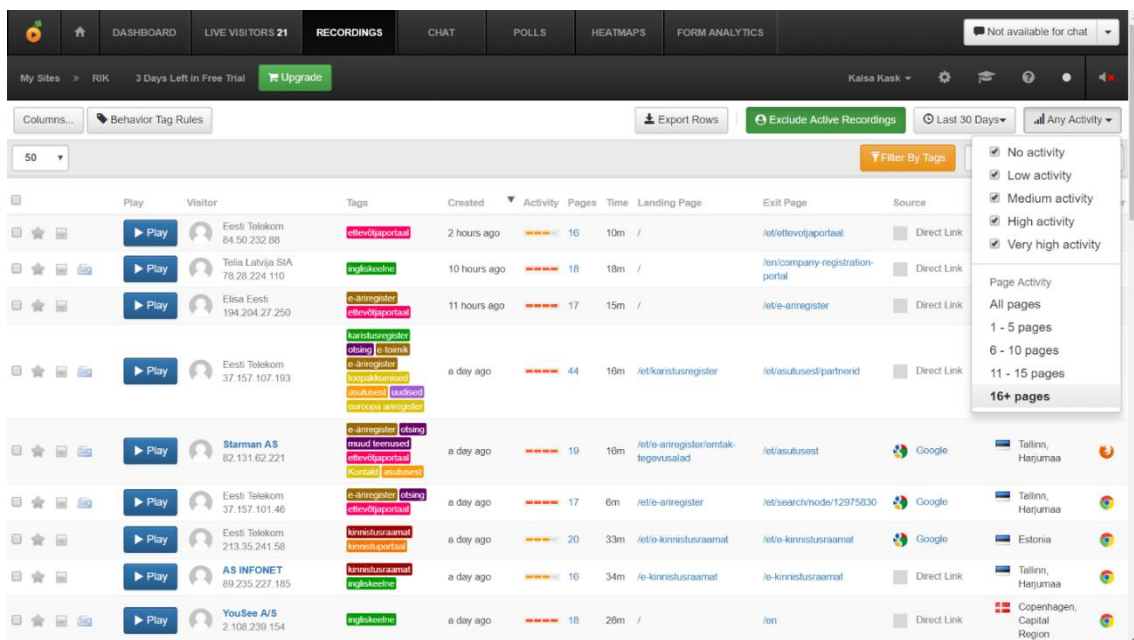 DASHBOARD LIVE VISITORS 21 RECORDINGS CHAT POLLS HEATMAPS FORM ANALYTICS Not available for chat
My Sites » RIK 3 Days Left in Free Trial Upgrade Kaisa Kask
Columns... Behavior Tag Rules Export Rows Exclude Active Recordings Last 30 Days Any Activity
50 Filter By Tags
No activity
Low activity
Medium activity
High activity
Very high activity
Page Activity
All pages
1 - 5 pages
6 - 10 pages
11 - 15 pages
16+ pages
Play Visitor Tags Created Activity Pages Time Landing Page Exit Page Source
Play Eesti Telekom ettevõtjaportaal 2 hours ago 16 10m / /et/ettevotjaportaal Direct Link
84.50.232.88
Play Telia Latvija SIA ingliskeelne 10 hours ago 18 18m / /en/company-registration-
78.28.224.110 portal Direct Link
Play Elisa Eesti e-äriregister 11 hours ago 17 15m / /et/e-ariregister Direct Link
194.204.27.250 ettevõtjaportaal
karistusregister
otsing e-toimik
e-äriregister
Play Eesti Telekom toopakkumised a day ago 44 16m /et/karistusregister /et/asutusest/partnerid Direct Link
37.157.107.193 asutusest uudised
euroopa äriregister
e-äriregister otsing
Play Starman AS muud teenused a day ago 19 16m /et/e-ariregister/emtak- /et/asutusest Google Tallinn,
82.131.62.221 ettevõtjaportaal tegevusalad Harjumaa
Kontakt asutusest
Play Eesti Telekom e-äriregister otsing a day ago 17 6m /et/e-ariregister /et/search/node/12975830 Google Tallinn,
37.157.101.46 ettevõtjaportaal Harjumaa
Play Eesti Telekom kinnistusraamat a day ago 20 33m /et/e-kinnistusraamat /et/e-kinnistusraamat Google Estonia
213.35.241.58 kinnistuportaal
Play AS INFONET kinnistusraamat a day ago 16 34m /e-kinnistusraamat /e-kinnistusraamat Direct Link Tallinn,
89.235.227.185 ingliskeelne Harjumaa
Play YouSee A/S ingliskeelne a day ago 18 26m / /en Direct Link Copenhagen,
2.108.239.154 Capital
Region